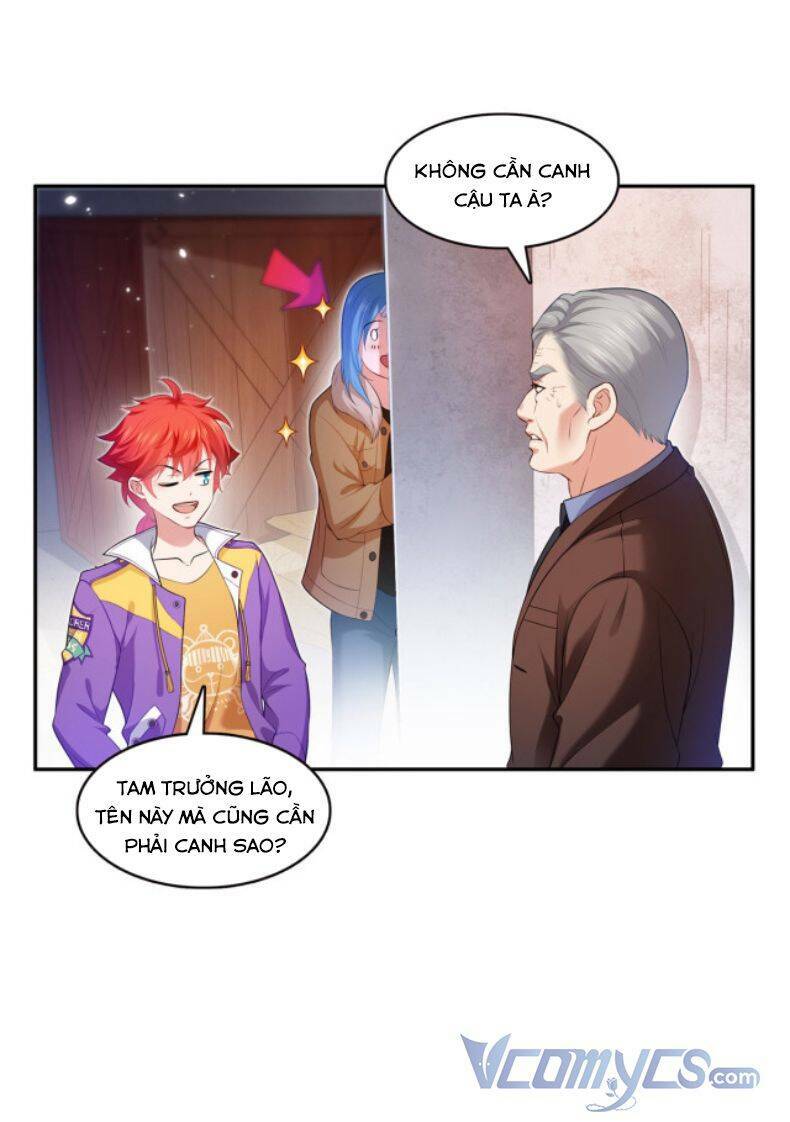 KHÔNG CẦN CANH
CẬU TA À?
TAM TRƯỞNG LÃO,
TÊN NÀY MÀ CŨNG CẦN
PHẢI CANH SAO?
VCOMYCS.com